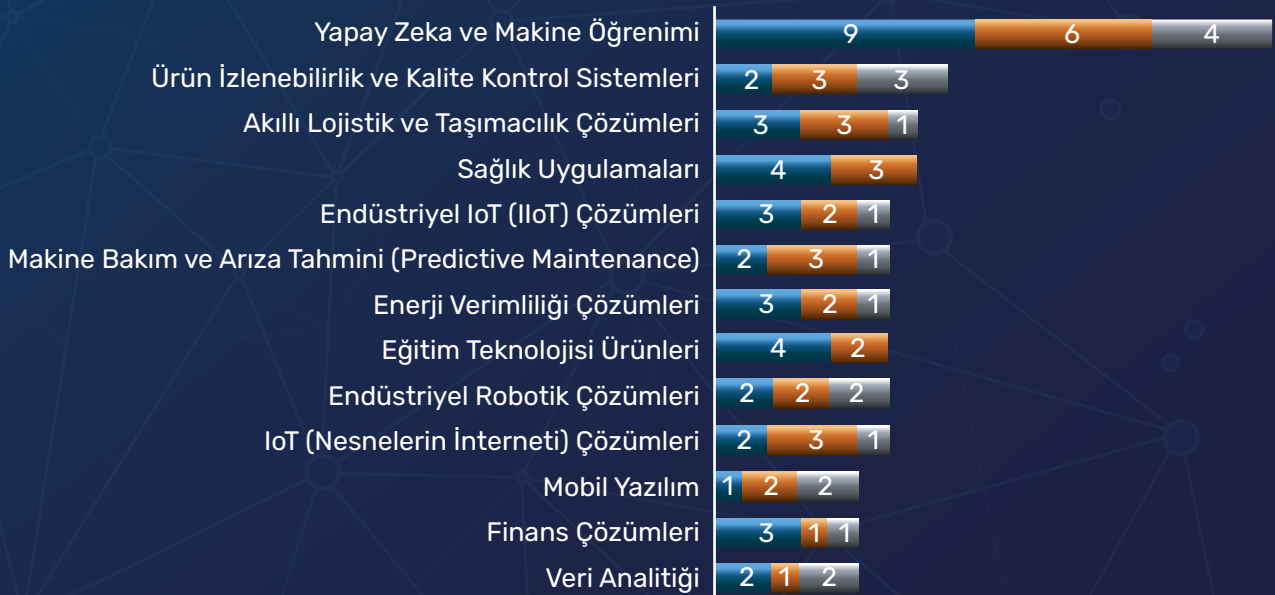 Yapay Zeka ve Makine Öğrenimi 9 6 4
Ürün İzlenebilirlik ve Kalite Kontrol Sistemleri 2 3 3
Akıllı Lojistik ve Taşımacılık Çözümleri 3 3 1
Sağlık Uygulamaları 4 3
Endüstriyel IoT (IIoT) Çözümleri 3 2 1
Makine Bakım ve Arıza Tahmini (Predictive Maintenance) 2 3 1
Enerji Verimliliği Çözümleri 3 2 1
Eğitim Teknolojisi Ürünleri 4 2
Endüstriyel Robotik Çözümleri 2 2 2
IoT (Nesnelerin İnterneti) Çözümleri 2 3 1
Mobil Yazılım 1 2 2
Finans Çözümleri 3 1 1
Veri Analitiği 2 1 2